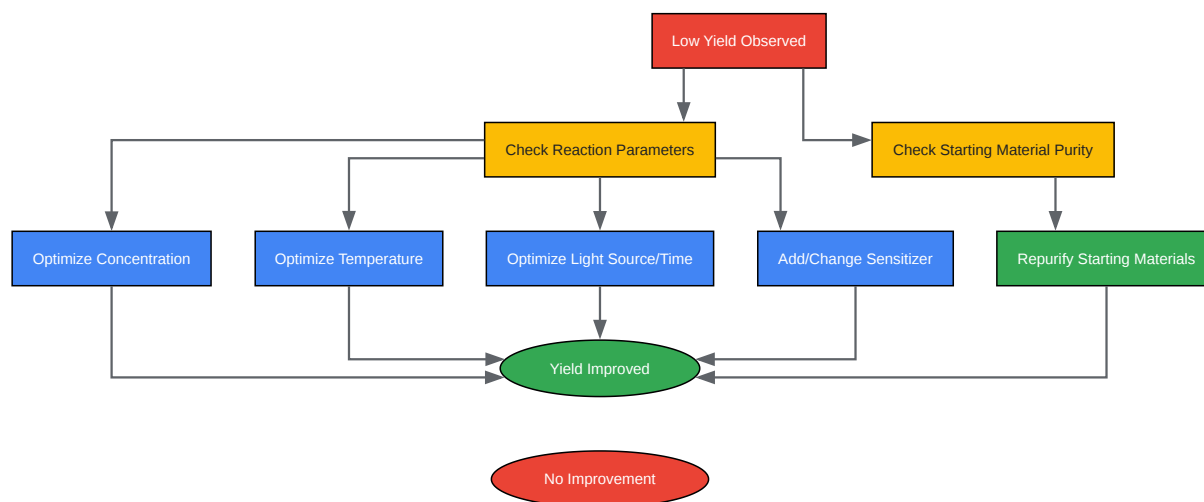 Low Yield Observed
Check Reaction Parameters
Check Starting Material Purity
Optimize Concentration
Optimize Temperature
Optimize Light Source/Time
Add/Change Sensitizer
Repurify Starting Materials
Yield Improved
No Improvement